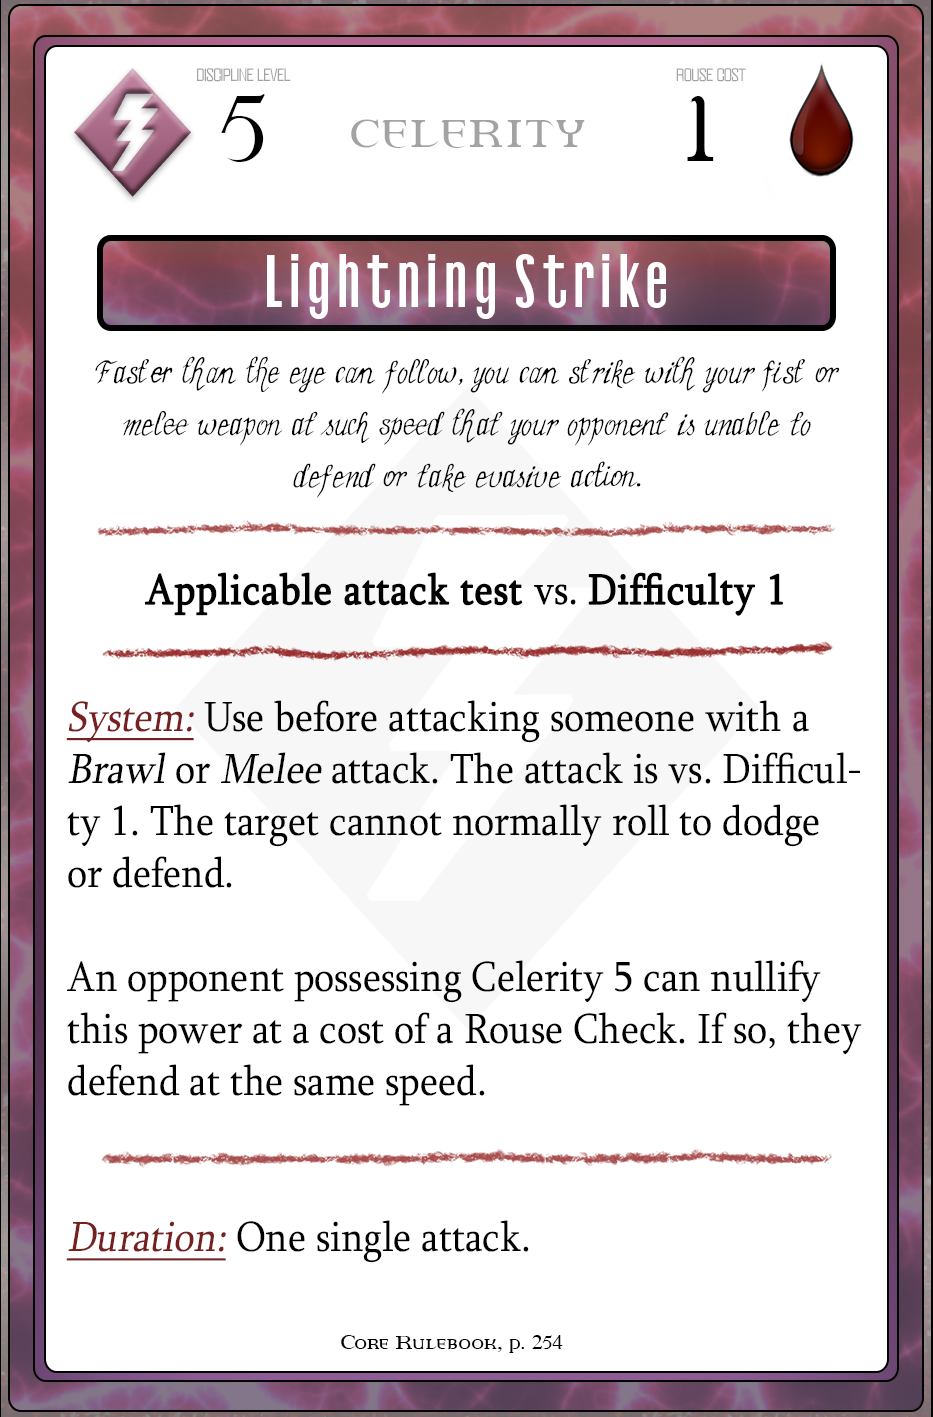 DISCIPLINE LEVEL
5
CELERITY
ROUSE COST
1
Lightning Strike
Faster than the eye can follow, you can strike with your fist or
melee weapon at such speed that your opponent is unable to
defend or take evasive action.
Applicable attack test vs. Difficulty 1
System: Use before attacking someone with a
Brawl or Melee attack. The attack is vs. Difficul-
ty 1. The target cannot normally roll to dodge
or defend.
An opponent possessing Celerity 5 can nullify
this power at a cost of a Rouse Check. If so, they
defend at the same speed.
Duration: One single attack.
Core Rulebook, p. 254